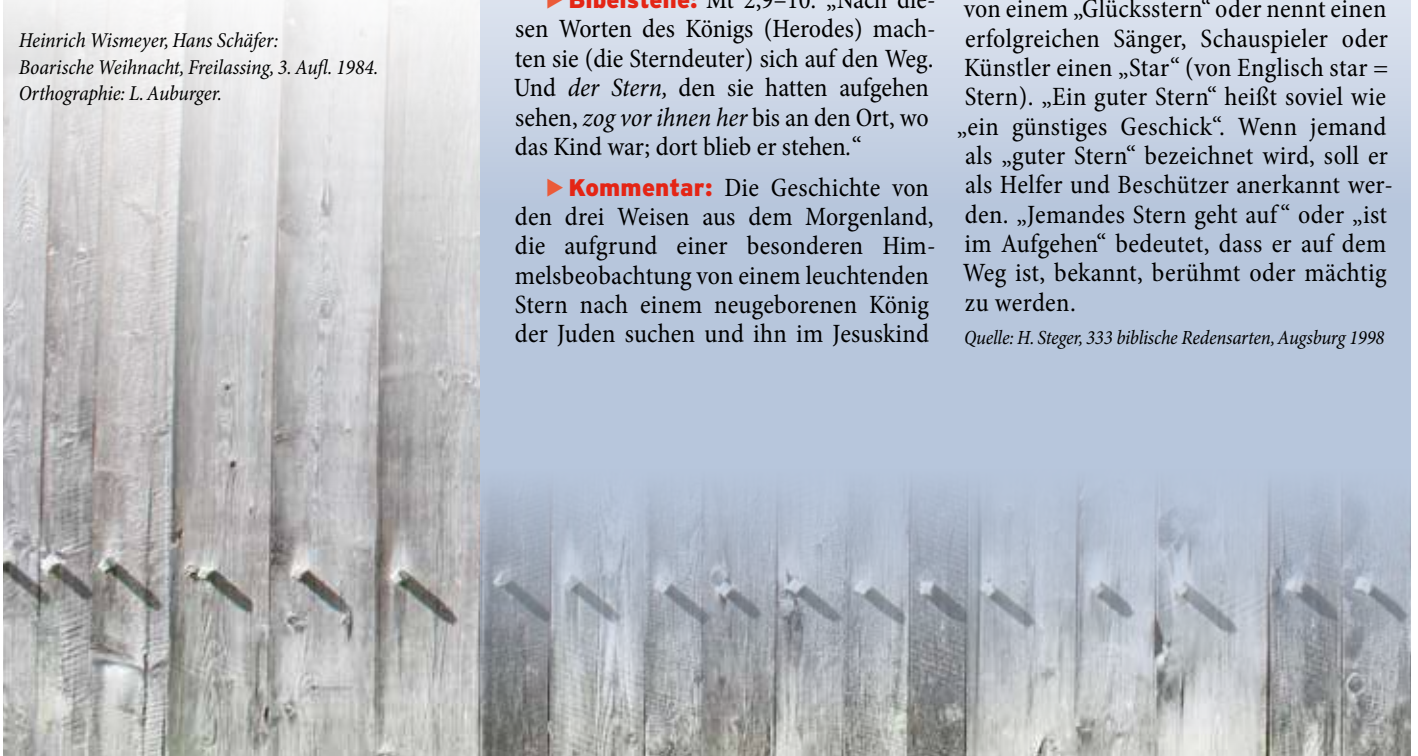 Heinrich Wismeyer, Hans Schäfer:
Boarische Weihnacht, Freilassing, 3. Aufl. 1984.
Orthographie: L. Auburger.
▶ Bibelstelle: Mt 2,9–10: „Nach die-
sen Worten des Königs (Herodes) mach-
ten sie (die Sterndeuter) sich auf den Weg.
Und der Stern, den sie hatten aufgehen
sehen, zog vor ihnen her bis an den Ort, wo
das Kind war; dort blieb er stehen.“
▶ Kommentar: Die Geschichte von
den drei Weisen aus dem Morgenland,
die aufgrund einer besonderen Him-
melsbeobachtung von einem leuchtenden
Stern nach einem neugeborenen König
der Juden suchen und ihn im Jesuskind
von einem „Glücksstern“ oder nennt einen
erfolgreichen Sänger, Schauspieler oder
Künstler einen „Star“ (von Englisch star =
Stern). „Ein guter Stern“ heißt soviel wie
„ein günstiges Geschick“. Wenn jemand
als „guter Stern“ bezeichnet wird, soll er
als Helfer und Beschützer anerkannt wer-
den. „Jemandes Stern geht auf“ oder „ist
im Aufgehen“ bedeutet, dass er auf dem
Weg ist, bekannt, berühmt oder mächtig
zu werden.
Quelle: H. Steger, 333 biblische Redensarten, Augsburg 1998